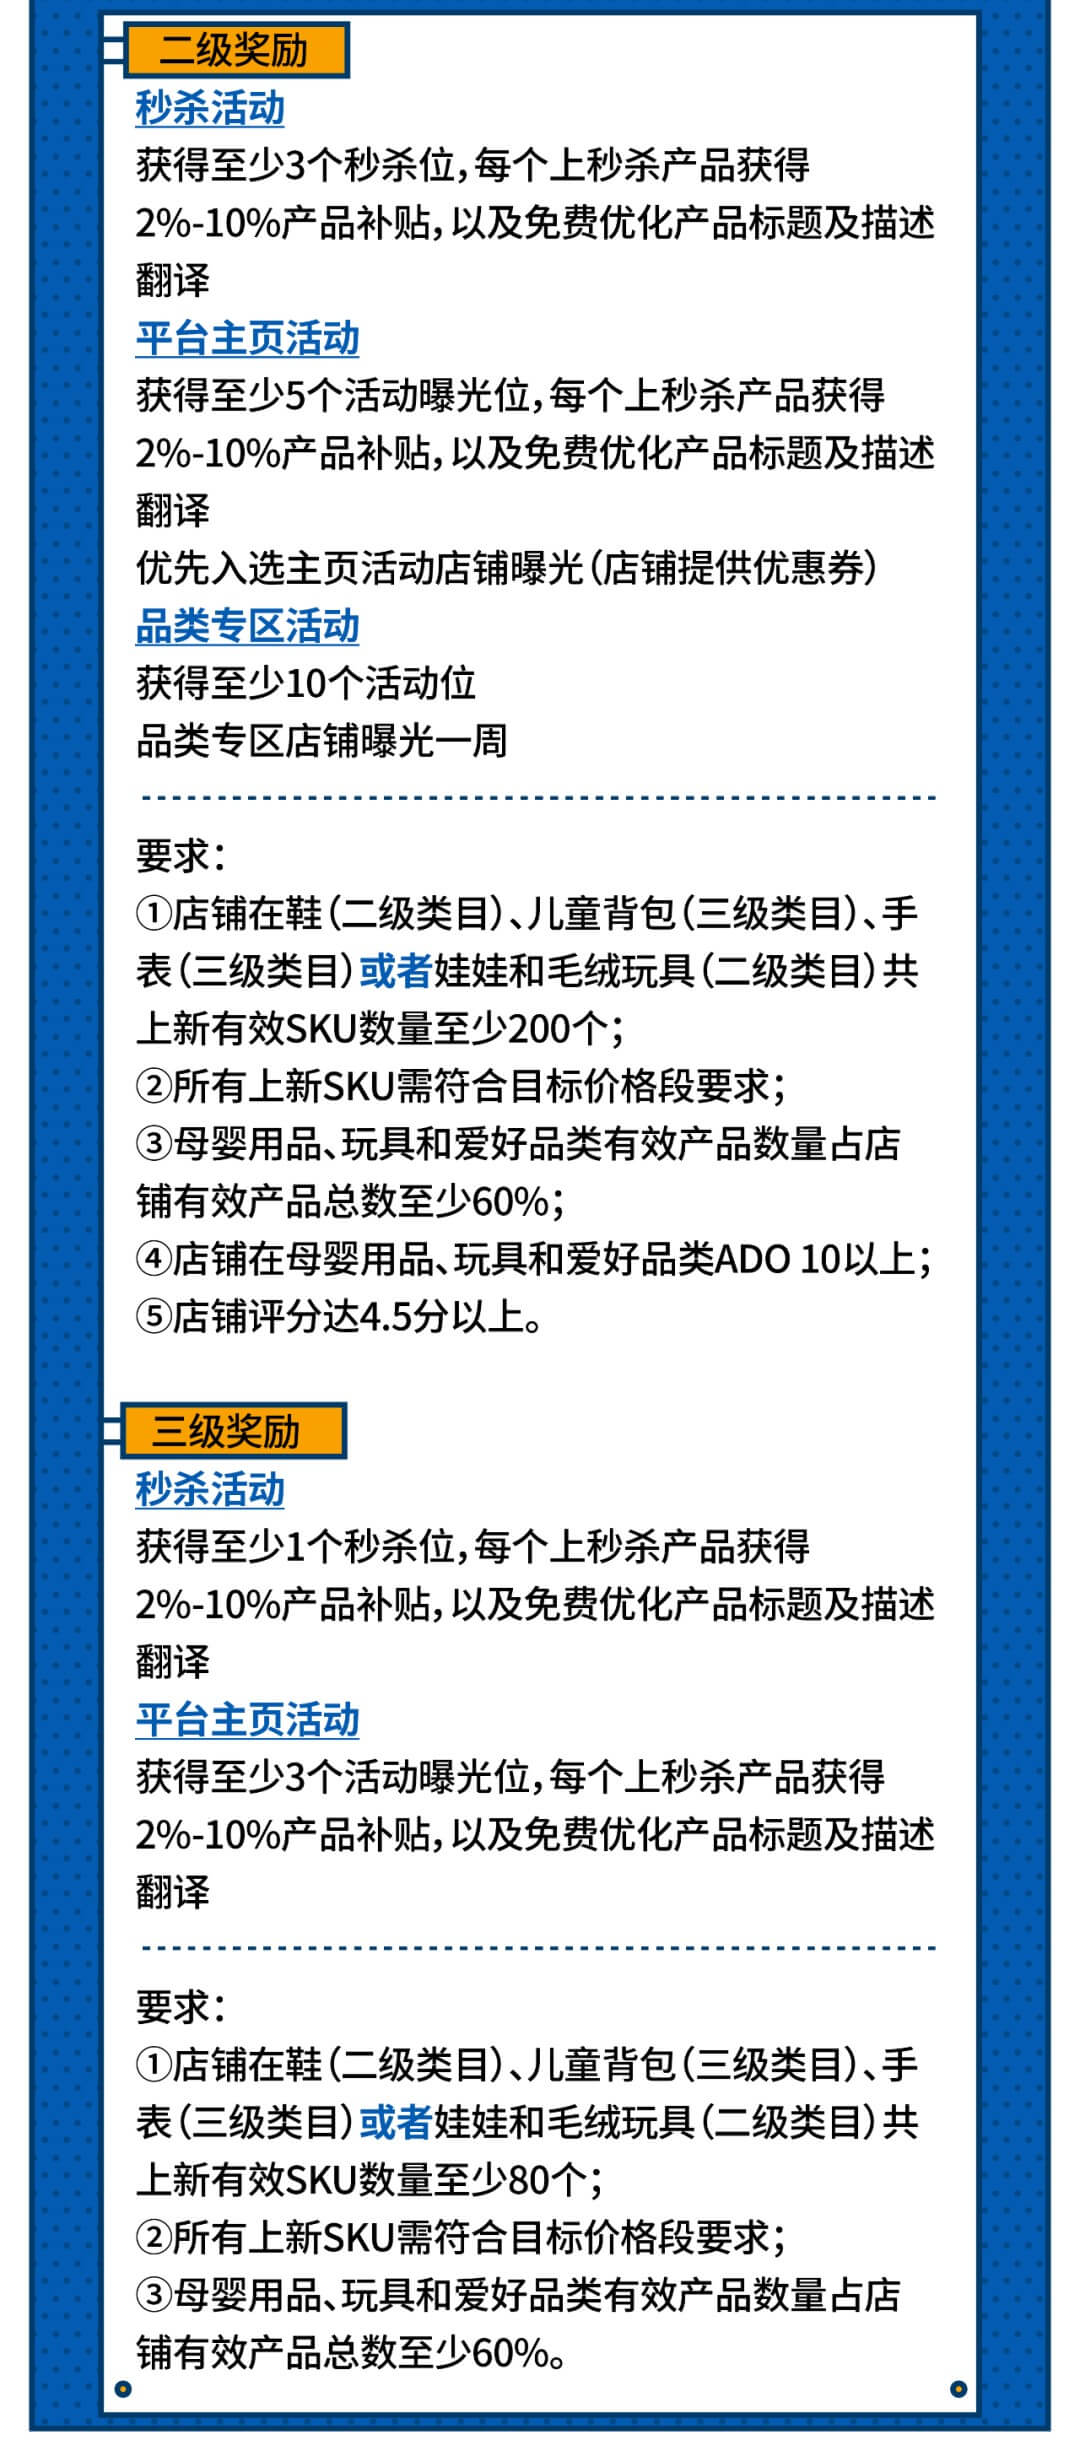 二级奖励
秒杀活动
获得至少3个秒杀位，每个上秒杀产品获得
2%-10%产品补贴，以及免费优化产品标题及描述
翻译
平台主页活动
获得至少5个活动曝光位，每个上秒杀产品获得
2%-10%产品补贴，以及免费优化产品标题及描述
翻译
优先入选主页活动店铺曝光（店铺提供优惠券）
品类专区活动
获得至少10个活动位
品类专区店铺曝光一周
要求：
①店铺在鞋（二级类目）、儿童背包（三级类目）、手
表（三级类目）或者娃娃和毛绒玩具（二级类目）共
上新有效SKU数量至少200个；
②所有上新SKU需符合目标价格段要求；
③母婴用品、玩具和爱好品类有效产品数量占店
铺有效产品总数至少60%；
④店铺在母婴用品、玩具和爱好品类ADO 10以上；
⑤店铺评分达4.5分以上。
三级奖励
秒杀活动
获得至少1个秒杀位，每个上秒杀产品获得
2%-10%产品补贴，以及免费优化产品标题及描述
翻译
平台主页活动
获得至少3个活动曝光位，每个上秒杀产品获得
2%-10%产品补贴，以及免费优化产品标题及描述
翻译
要求：
①店铺在鞋（二级类目）、儿童背包（三级类目）、手
表（三级类目）或者娃娃和毛绒玩具（二级类目）共
上新有效SKU数量至少80个；
②所有上新SKU需符合目标价格段要求；
③母婴用品、玩具和爱好品类有效产品数量占店
铺有效产品总数至少60%。